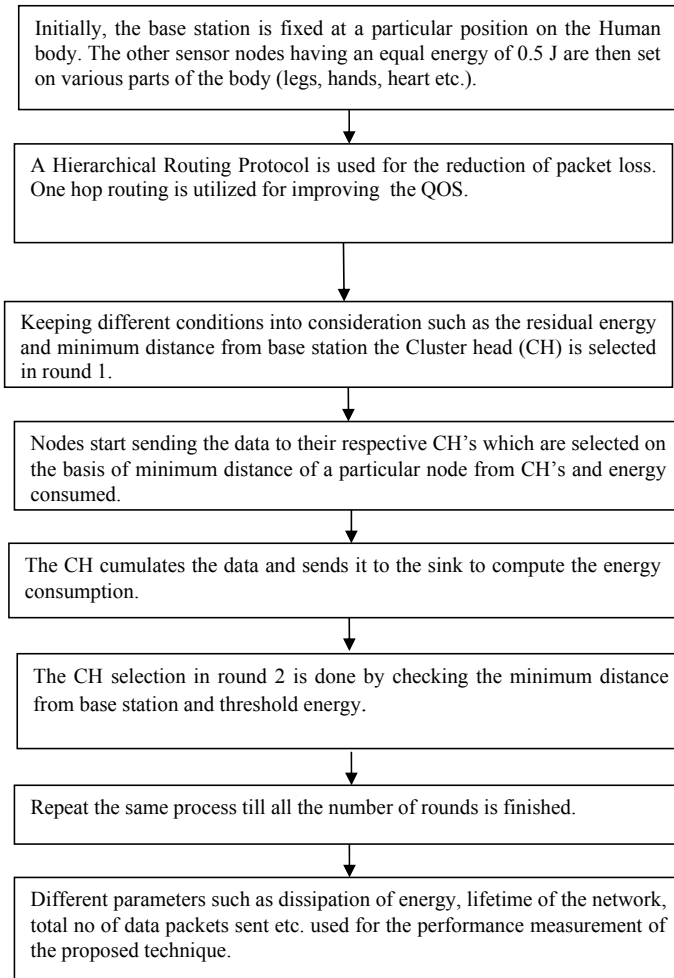 Initially, the base station is fixed at a particular position on the Human
body. The other sensor nodes having an equal energy of 0.5 J are then set
on various parts of the body (legs, hands, heart etc.).
A Hierarchical Routing Protocol is used for the reduction of packet loss.
One hop routing is utilized for improving the QOS.
Keeping different conditions into consideration such as the residual energy
and minimum distance from base station the Cluster head (CH) is selected
in round 1.
Nodes start sending the data to their respective CH's which are selected on
the basis of minimum distance of a particular node from CH's and energy
consumed.
The CH cumulates the data and sends it to the sink to compute the energy
consumption.
The CH selection in round 2 is done by checking the minimum distance
from base station and threshold energy.
Repeat the same process till all the number of rounds is finished.
Different parameters such as dissipation of energy, lifetime of the network,
total no of data packets sent etc. used for the performance measurement of
the proposed technique.